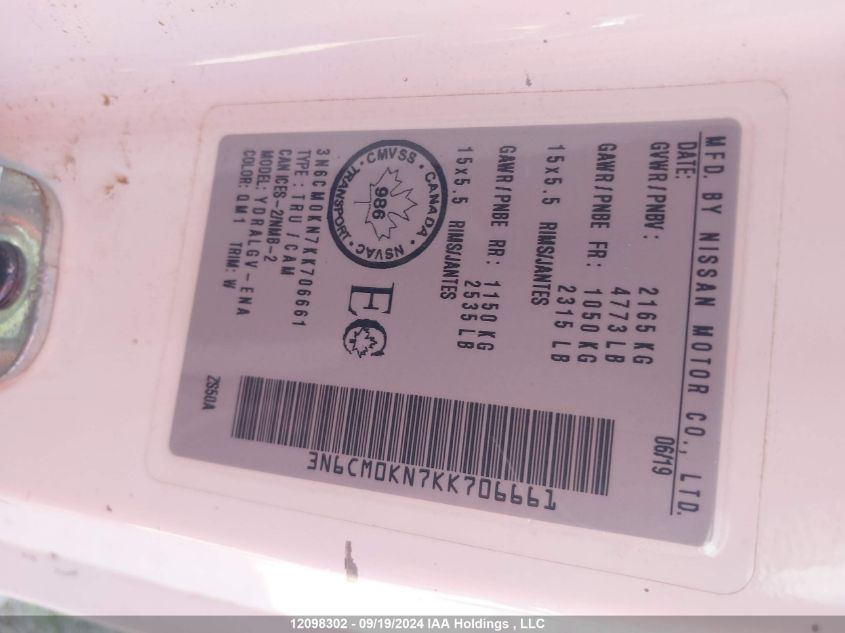 MFD. BY NISSAN MOTOR CO., LTD.
DATE: 06/19
GVWR/PNBV: 2165 KG
4773 LB
GAWR/PNBE FR: 1050 KG
2315 LB
15x5.5 RIMS/JANTES
GAWR/PNBE RR: 1150 KG
2535 LB
15x5.5 RIMS/JANTES
CMVSS • CANADA • NSVAC • TRANSPORT •
986
EC
3N6CM0KN7KK706661
TYPE: TRU/CAM
CAN ICES-2/NMB-2
MODEL: YDRALGV-ENA
COLOR: QM1 TRIM: W
ZS50A
3N6CM0KN7KK706661
12098302 - 09/19/2024 IAA Holdings , LLC